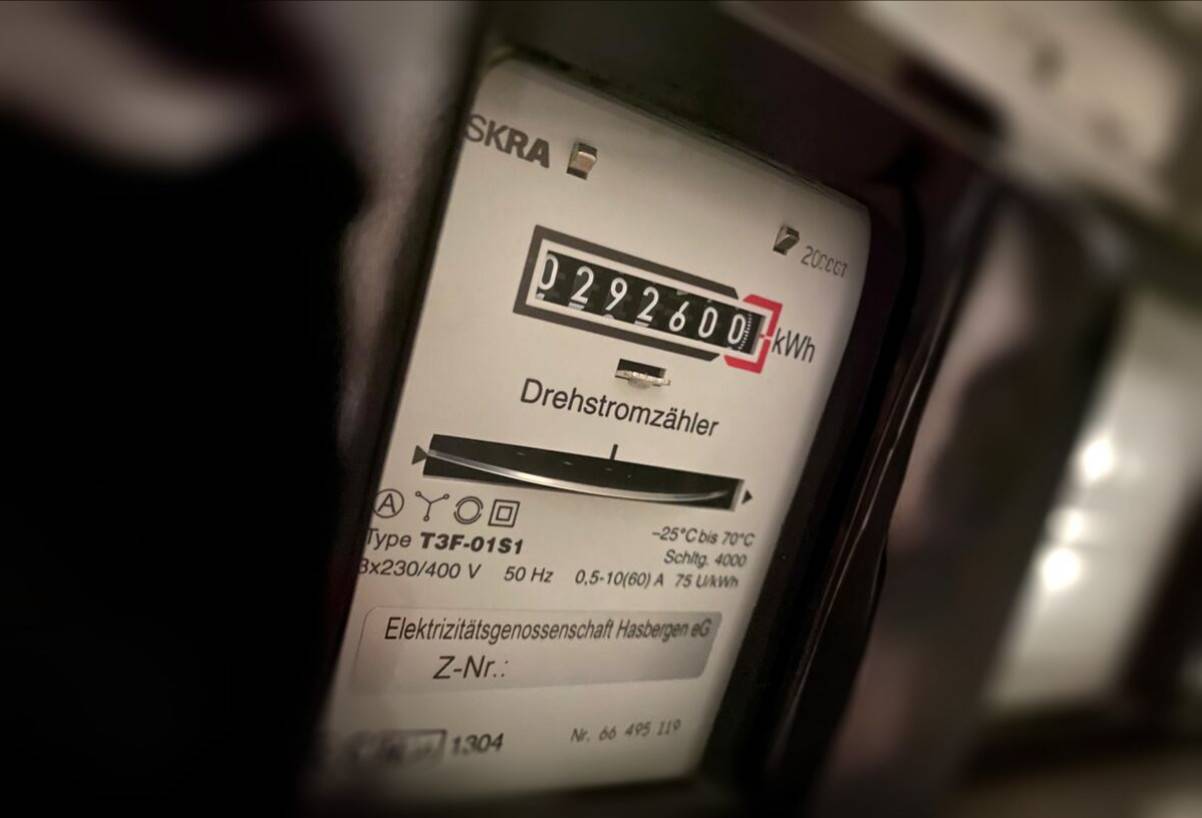 SKRA
0292600 kWh
Drehstromzähler
A
Type T3F-01S1
-25°C bis 70°C
Schltg. 4000
3x230/400 V 50 Hz 0,5-10(60) A 75 U/kWh
Elektrizitätsgenossenschaft Hasbergen eG
Z-Nr.:
1304
Nr. 66 495 119